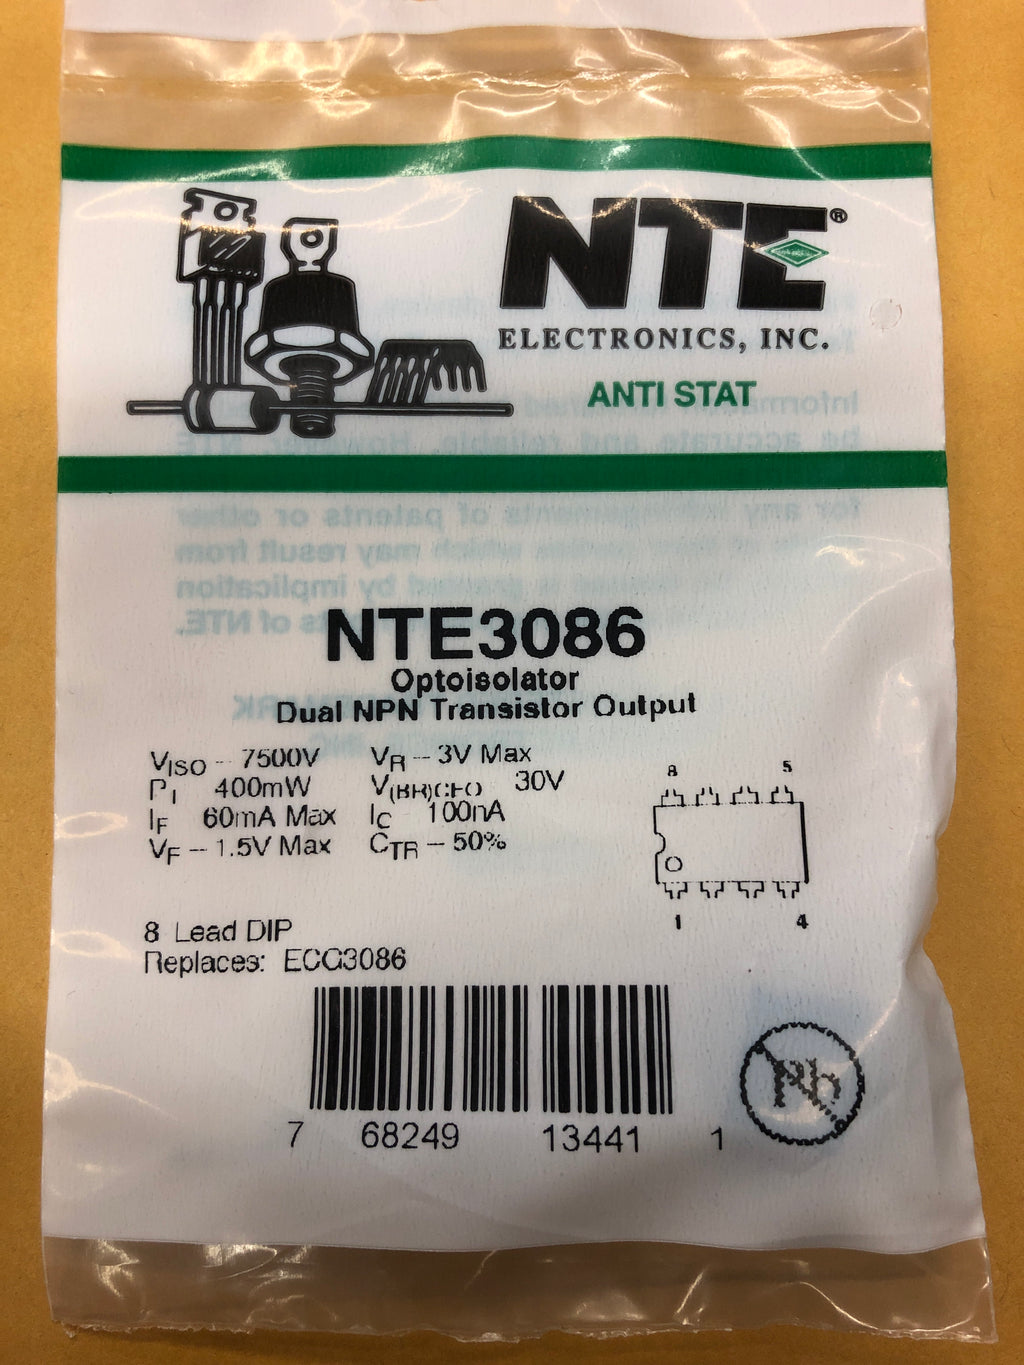 NTE®
ELECTRONICS, INC.
ANTI STAT
NTE3086
Optoisolator
Dual NPN Transistor Output
VISO – 7500V VR – 3V Max
PT 400mW V(BR)CEO 30V
IF 60mA Max IC 100nA
VF – 1.5V Max CTR – 50%
8 5
1 4
8 Lead DIP
Replaces: ECG3086
7 68249 13441 1
Pb